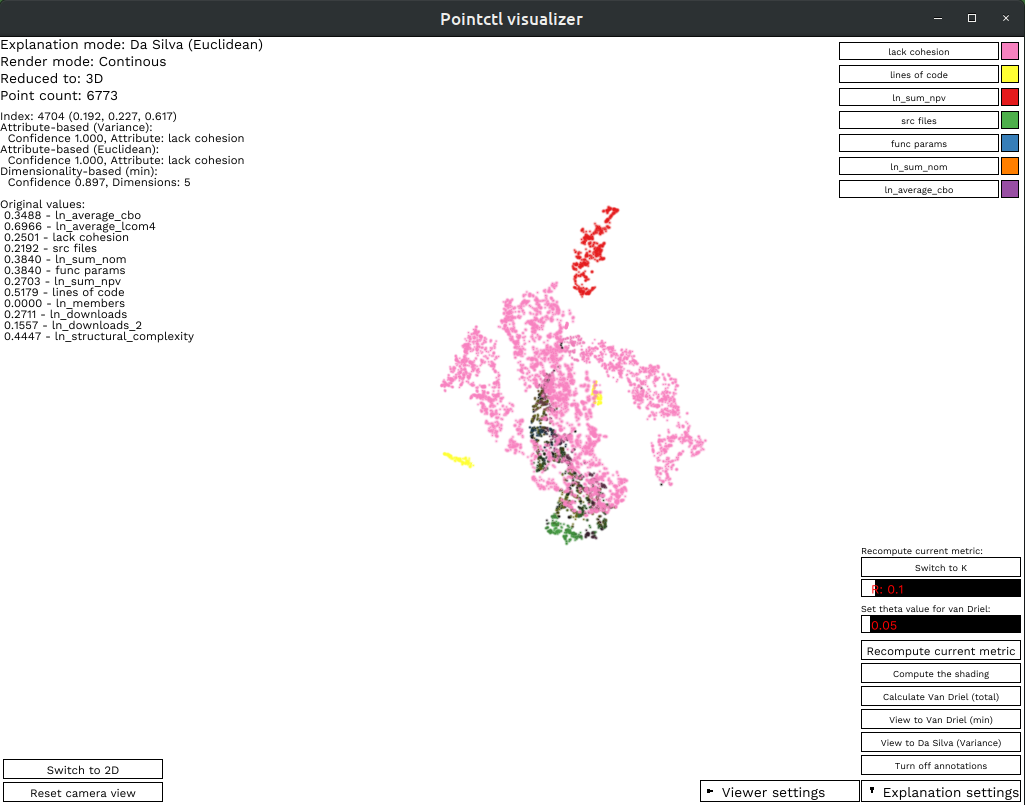 Pointctl visualizer
Explanation mode: Da Silva (Euclidean)
Render mode: Continous
Reduced to: 3D
Point count: 6773
Index: 4704 (0.192, 0.227, 0.617)
Attribute-based (Variance):
Confidence 1.000, Attribute: lack cohesion
Attribute-based (Euclidean):
Confidence 1.000, Attribute: lack cohesion
Dimensionality-based (min):
Confidence 0.897, Dimensions: 5
Original values:
0.3488 - ln_average_cbo
0.6966 - ln_average_lcom4
0.2501 - lack cohesion
0.2192 - src files
0.3840 - ln_sum_nom
0.3840 - func params
0.2703 - ln_sum_npv
0.5179 - lines of code
0.0000 - ln_members
0.2711 - ln_downloads
0.1557 - ln_downloads_2
0.4447 - ln_structural_complexity
lack cohesion
lines of code
ln_sum_npv
src files
func params
ln_sum_nom
ln_average_cbo
Recompute current metric:
Switch to K
R: 0.1
Set theta value for van Driel:
0.05
Recompute current metric
Compute the shading
Calculate Van Driel (total)
View to Van Driel (min)
View to Da Silva (Variance)
Turn off annotations
Switch to 2D
Reset camera view
Viewer settings
Explanation settings